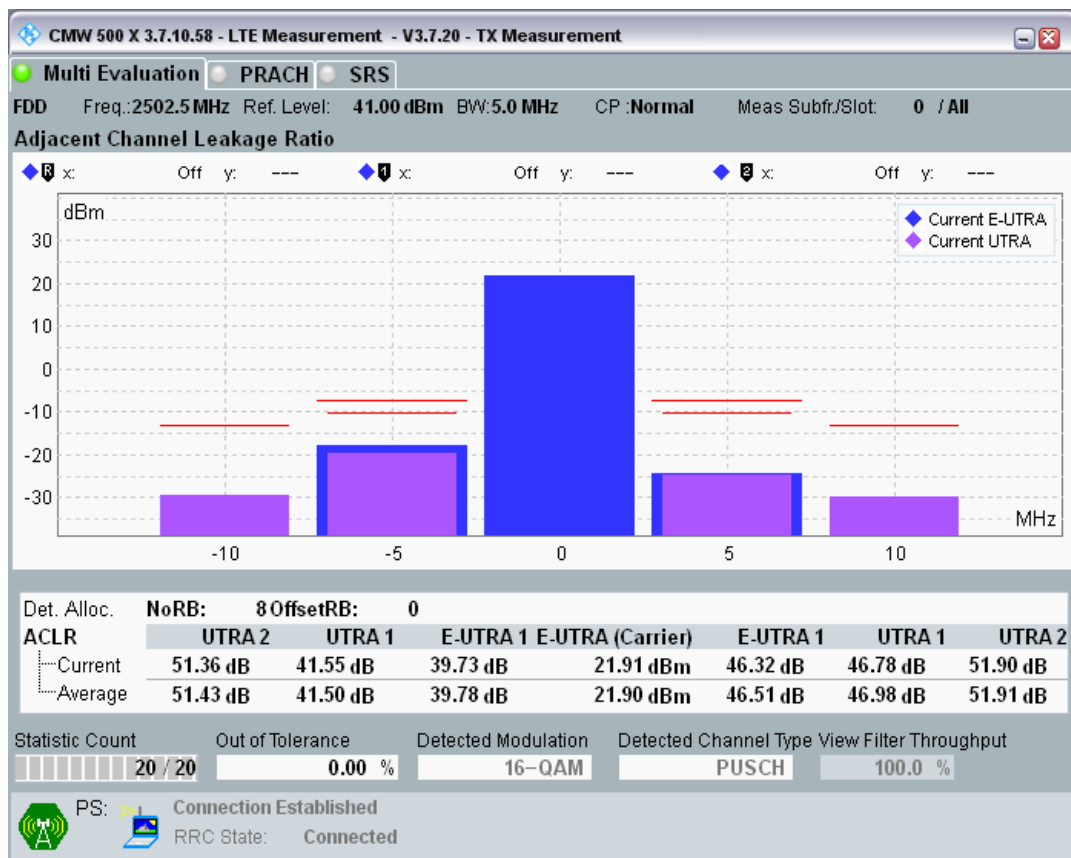 CMW 500 X 3.7.10.58 - LTE Measurement - V3.7.20 - TX Measurement
Multi Evaluation PRACH SRS
FDD Freq.:2502.5 MHz Ref. Level: 41.00 dBm BW:5.0 MHz CP :Normal Meas Subfr./Slot: 0 / All
Adjacent Channel Leakage Ratio
R x: Off y: --- 1 x: Off y: --- 2 x: Off y: ---
dBm
Current E-UTRA
Current UTRA
30
20
10
0
-10
-20
-30
MHz
-10 -5 0 5 10
Det. Alloc. NoRB: 8 OffsetRB: 0
ACLR UTRA 2 UTRA 1 E-UTRA 1 E-UTRA (Carrier) E-UTRA 1 UTRA 1 UTRA 2
Current 51.36 dB 41.55 dB 39.73 dB 21.91 dBm 46.32 dB 46.78 dB 51.90 dB
Average 51.43 dB 41.50 dB 39.78 dB 21.90 dBm 46.51 dB 46.98 dB 51.91 dB
Statistic Count Out of Tolerance Detected Modulation Detected Channel Type View Filter Throughput
20 / 20 0.00 % 16-QAM PUSCH 100.0 %
PS: Connection Established
RRC State: Connected